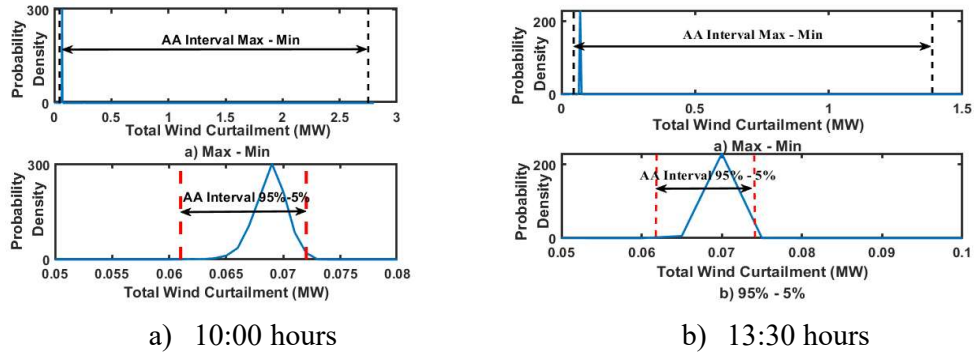 300
Probability
Density
AA Interval Max - Min
0
0 0.5 1 1.5 2 2.5 3
Total Wind Curtailment (MW)
a) Max - Min
300
Probability
Density
AA Interval 95%-5%
0
0.05 0.055 0.06 0.065 0.07 0.075 0.08
Total Wind Curtailment (MW)
a) 10:00 hours
200
Probability
Density
AA Interval Max - Min
0
0 0.5 1 1.5
Total Wind Curtailment (MW)
a) Max - Min
200
Probability
Density
AA Interval 95% - 5%
0
0.05 0.06 0.07 0.08 0.09 0.1
Total Wind Curtailment (MW)
b) 95% - 5%
b) 13:30 hours